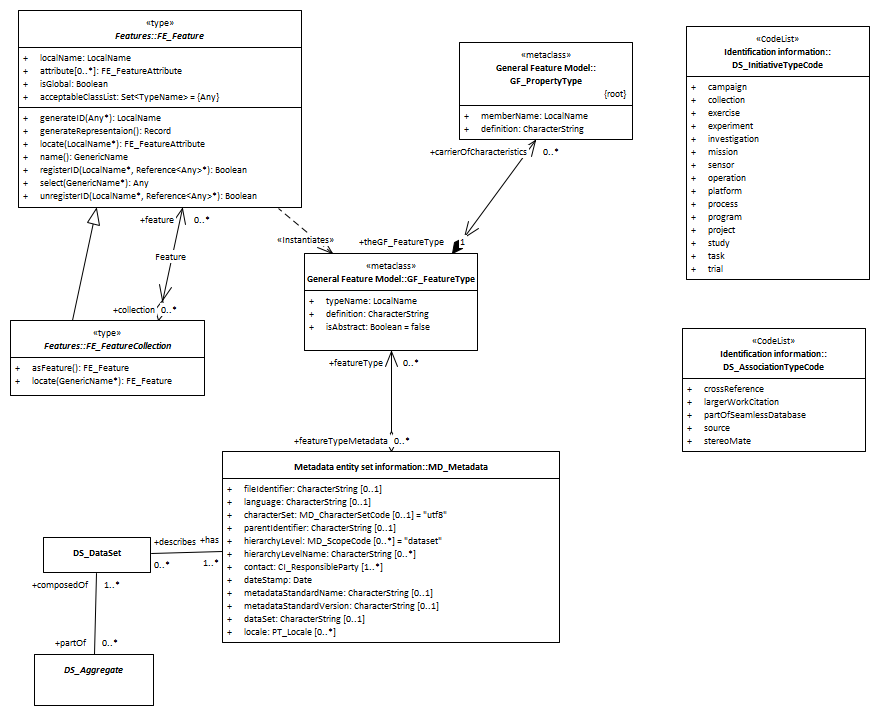 «type»
Features::FE_Feature
+ localName: LocalName
+ attribute[0..*]: FE_FeatureAttribute
+ isGlobal: Boolean
+ acceptableClassList: Set<TypeName> = {Any}
+ generateID(Any*): LocalName
+ generateRepresentaion(): Record
+ locate(LocalName*): FE_FeatureAttribute
+ name(): GenericName
+ registerID(LocalName*, Reference<Any>*): Boolean
+ select(GenericName*): Any
+ unregisterID(LocalName*, Reference<Any>*): Boolean
«metaclass»
General Feature Model::
GF_PropertyType
{root}
+ memberName: LocalName
+ definition: CharacterString
«CodeList»
Identification information::
DS_InitiativeTypeCode
+ campaign
+ collection
+ exercise
+ experiment
+ investigation
+ mission
+ sensor
+ operation
+ platform
+ process
+ program
+ project
+ study
+ task
+ trial
+carrierOfCharacteristics 0..*
+feature 0..*
«Instantiates»
+theGF_FeatureType 1
Feature
+collection 0..*
«metaclass»
General Feature Model::GF_FeatureType
+ typeName: LocalName
+ definition: CharacterString
+ isAbstract: Boolean = false
«type»
Features::FE_FeatureCollection
+ asFeature(): FE_Feature
+ locate(GenericName*): FE_Feature
«CodeList»
Identification information::
DS_AssociationTypeCode
+ crossReference
+ largerWorkCitation
+ partOfSeamlessDatabase
+ source
+ stereoMate
+featureType 0..*
+featureTypeMetadata 0..*
Metadata entity set information::MD_Metadata
+ fileIdentifier: CharacterString [0..1]
+ language: CharacterString [0..1]
+ characterSet: MD_CharacterSetCode [0..1] = "utf8"
+ parentIdentifier: CharacterString [0..1]
+ hierarchyLevel: MD_ScopeCode [0..*] = "dataset"
+ hierarchyLevelName: CharacterString [0..*]
+ contact: CI_ResponsibleParty [1..*]
+ dateStamp: Date
+ metadataStandardName: CharacterString [0..1]
+ metadataStandardVersion: CharacterString [0..1]
+ dataSet: CharacterString [0..1]
+ locale: PT_Locale [0..*]
DS_DataSet
+describes +has
0..* 1..*
+composedOf 1..*
+partOf 0..*
DS_Aggregate